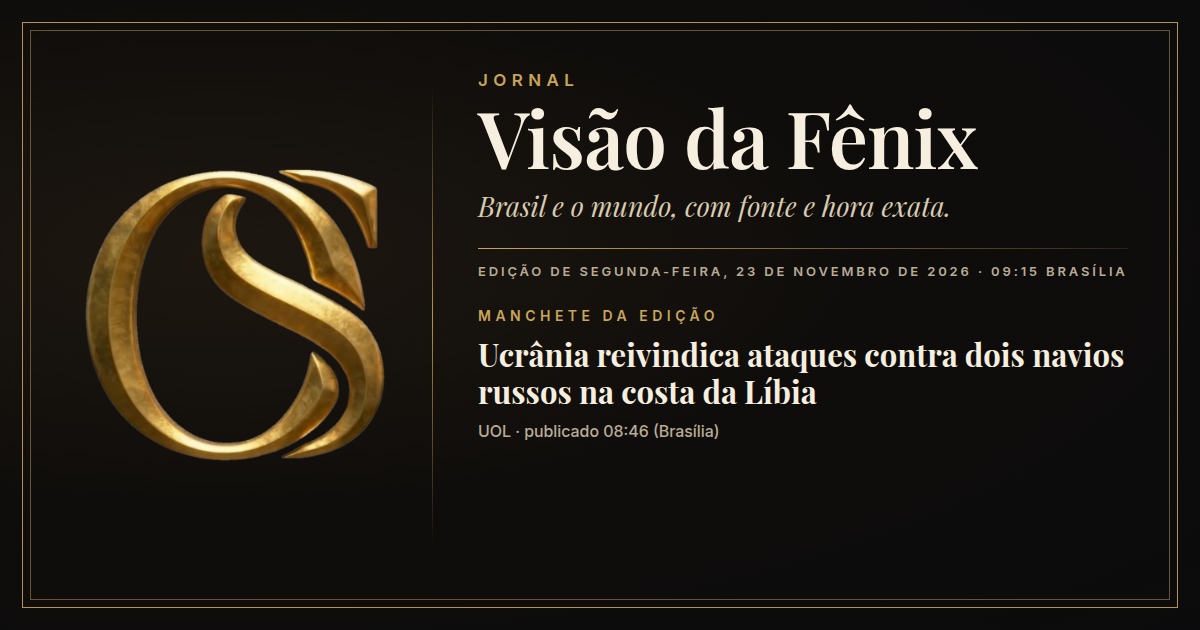 JORNAL
Visão da Fênix
Brasil e o mundo, com fonte e hora exata.
EDIÇÃO DE SEGUNDA-FEIRA, 23 DE NOVEMBRO DE 2026 · 09:15 BRASÍLIA
MANCHETE DA EDIÇÃO
Ucrânia reivindica ataques contra dois navios
russos na costa da Líbia
UOL · publicado 08:46 (Brasília)